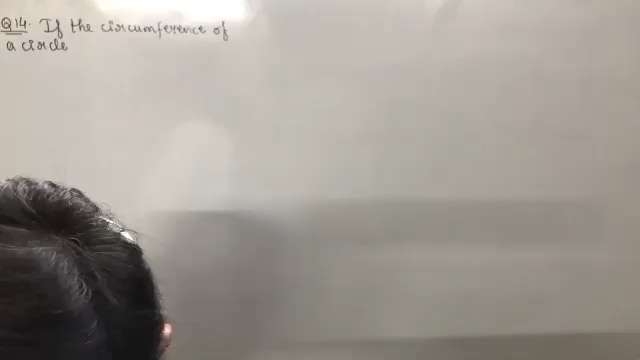 Q14. If the circumference of
a circle